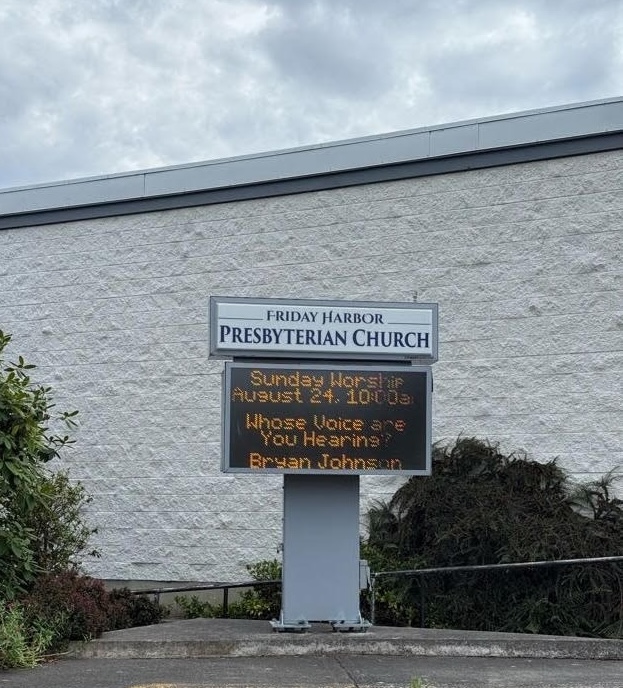 FRIDAY HARBOR
PRESBYTERIAN CHURCH
Sunday Worship
August 24, 10:00a
Whose Voice are
You Hearing?
Bryan Johnson